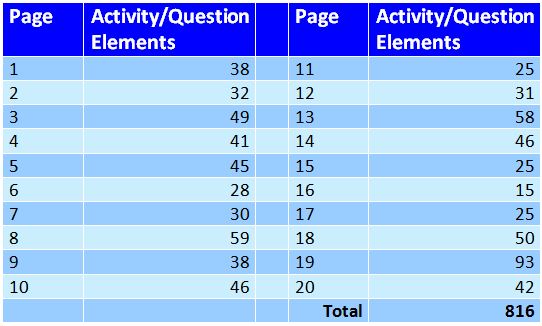 Page Activity/Question Page Activity/Question
Elements Elements
1 38 11 25
2 32 12 31
3 49 13 58
4 41 14 46
5 45 15 25
6 28 16 15
7 30 17 25
8 59 18 50
9 38 19 93
10 46 20 42
Total 816